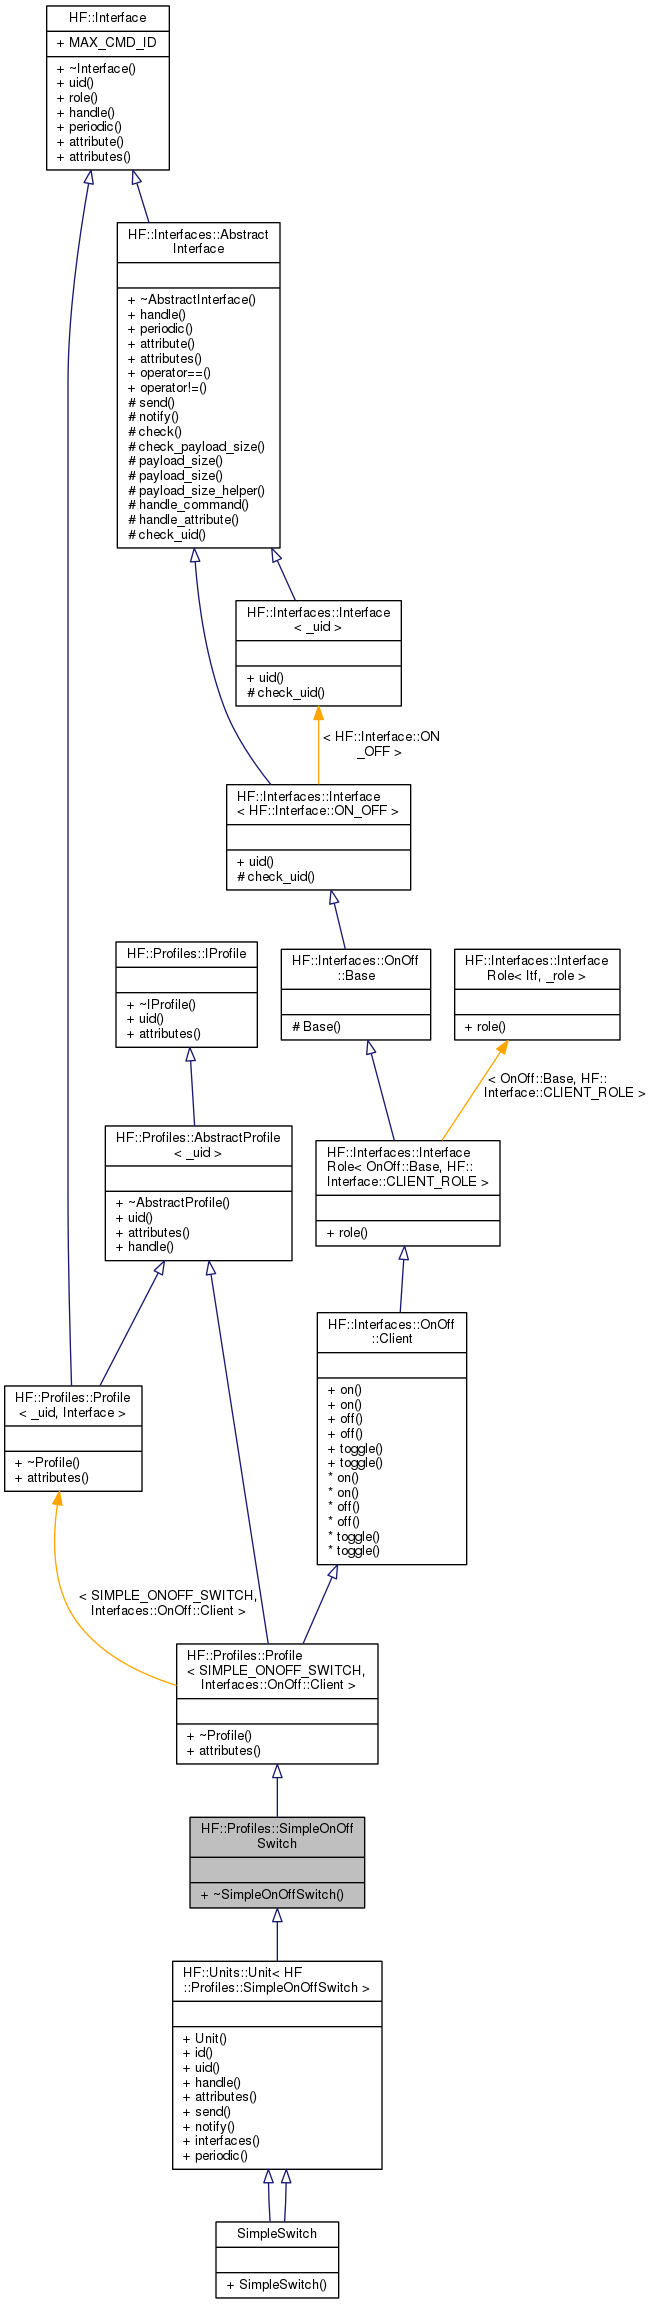 HF::Interface
+ MAX_CMD_ID
+ ~Interface()
+ uid()
+ role()
+ handle()
+ periodic()
+ attribute()
+ attributes()
HF::Interfaces::Abstract
Interface
+ ~AbstractInterface()
+ handle()
+ periodic()
+ attribute()
+ attributes()
+ operator==()
+ operator!=()
# send()
# notify()
# check()
# check_payload_size()
# payload_size()
# payload_size()
# payload_size_helper()
# handle_command()
# handle_attribute()
# check_uid()
HF::Interfaces::Interface
< _uid >
+ uid()
# check_uid()
< HF::Interface::ON
_OFF >
HF::Interfaces::Interface
< HF::Interface::ON_OFF >
+ uid()
# check_uid()
HF::Profiles::IProfile
+ ~IProfile()
+ uid()
+ attributes()
HF::Interfaces::OnOff
::Base
# Base()
HF::Interfaces::Interface
Role< Itf, _role >
+ role()
< OnOff::Base, HF::
Interface::CLIENT_ROLE >
HF::Profiles::AbstractProfile
< _uid >
+ ~AbstractProfile()
+ uid()
+ attributes()
+ handle()
HF::Interfaces::Interface
Role< OnOff::Base, HF::
Interface::CLIENT_ROLE >
+ role()
HF::Interfaces::OnOff
::Client
+ on()
+ on()
+ off()
+ off()
+ toggle()
+ toggle()
* on()
* on()
* off()
* off()
* toggle()
* toggle()
HF::Profiles::Profile
< _uid, Interface >
+ ~Profile()
+ attributes()
< SIMPLE_ONOFF_SWITCH,
Interfaces::OnOff::Client >
HF::Profiles::Profile
< SIMPLE_ONOFF_SWITCH,
Interfaces::OnOff::Client >
+ ~Profile()
+ attributes()
HF::Profiles::SimpleOnOff
Switch
+ ~SimpleOnOffSwitch()
HF::Units::Unit< HF
::Profiles::SimpleOnOffSwitch >
+ Unit()
+ id()
+ uid()
+ handle()
+ attributes()
+ send()
+ notify()
+ interfaces()
+ periodic()
SimpleSwitch
+ SimpleSwitch()